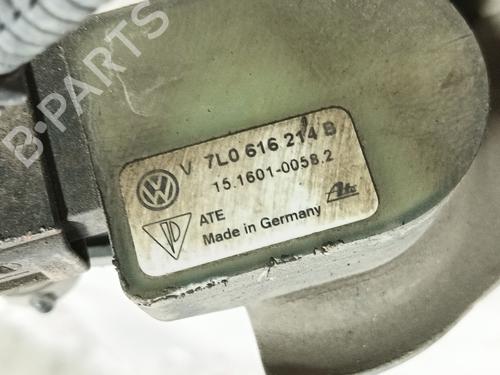 B-PARTS
V 7L0 616 214 B
15.1601-0058.2
ATE Ate
Made in Germany